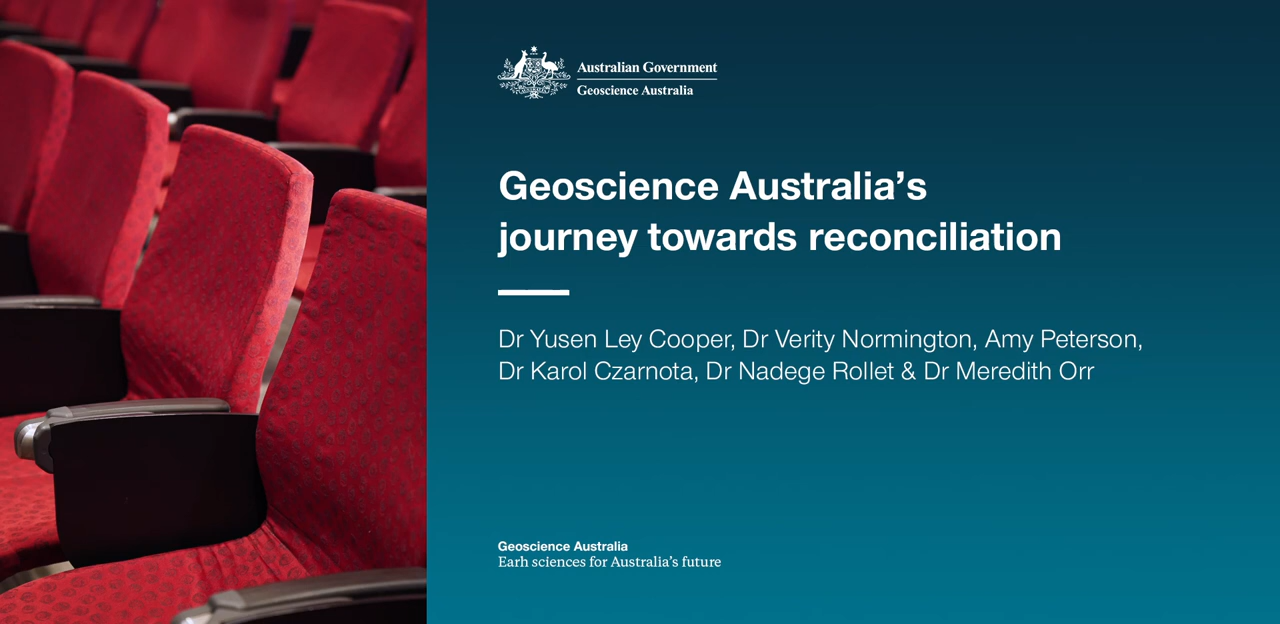 Australian Government
Geoscience Australia
Geoscience Australia’s
journey towards reconciliation
Dr Yusen Ley Cooper, Dr Verity Normington, Amy Peterson,
Dr Karol Czarnota, Dr Nadege Rollet & Dr Meredith Orr
Geoscience Australia
Earh sciences for Australia’s future